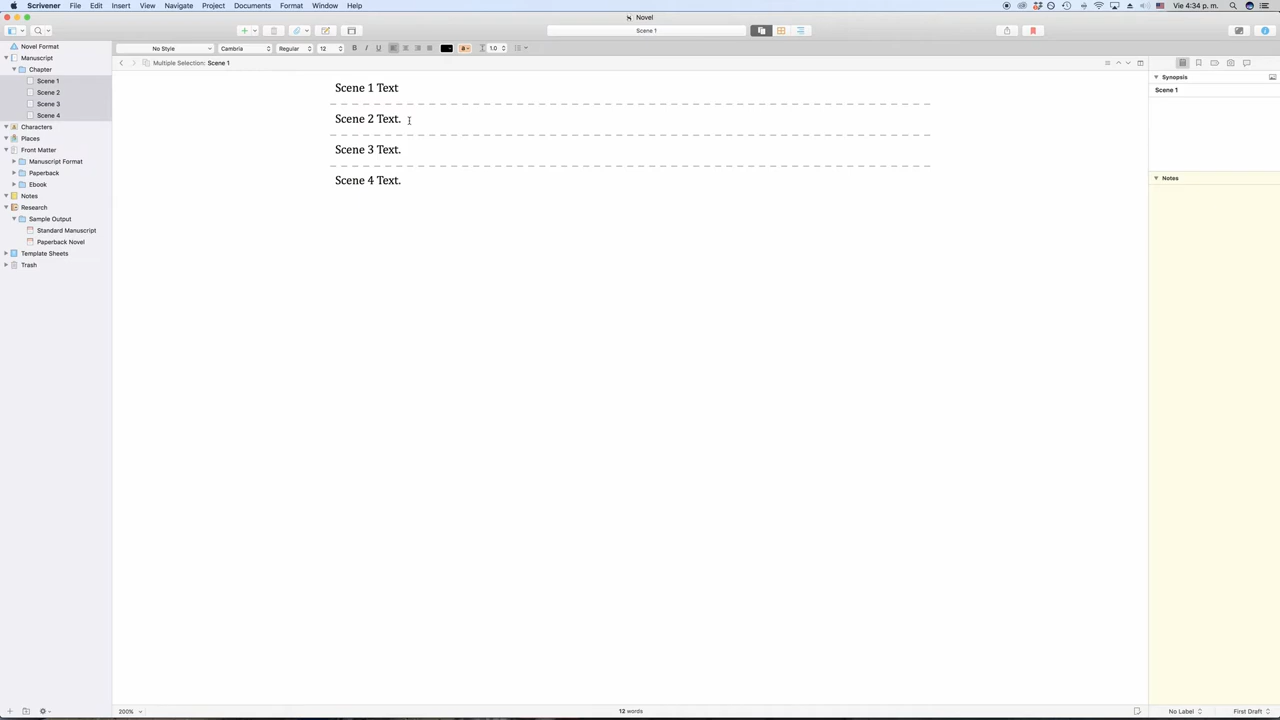 Scrivener File Edit Insert View Navigate Project Documents Format Window Help Vie 4:34 p. m.
Novel
Scene 1
No Style Cambria Regular 12 B I U a 1.0
Multiple Selection: Scene 1
Novel Format
Manuscript
Chapter
Scene 1
Scene 2
Scene 3
Scene 4
Characters
Places
Front Matter
Manuscript Format
Paperback
Ebook
Notes
Research
Sample Output
Standard Manuscript
Paperback Novel
Template Sheets
Trash
Scene 1 Text
Scene 2 Text.
Scene 3 Text.
Scene 4 Text.
Synopsis
Scene 1
Notes
200%
12 words
No Label
First Draft